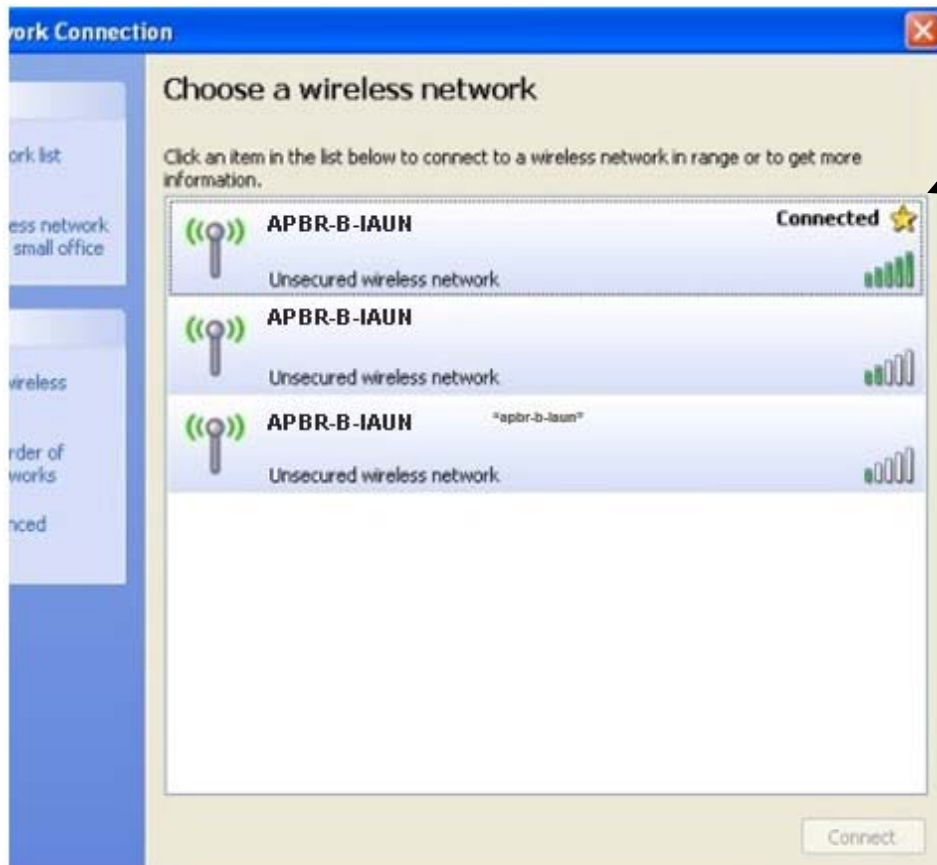 ork Connection
Choose a wireless network
ork list
Click an item in the list below to connect to a wireless network in range or to get more
information.
ess network
small office
APBR-B-IAUN
Connected
Unsecured wireless network
APBR-B-IAUN
Unsecured wireless network
ireless
APBR-B-IAUN
"apbr-b-iaun"
Unsecured wireless network
rder of
works
nced
Connect